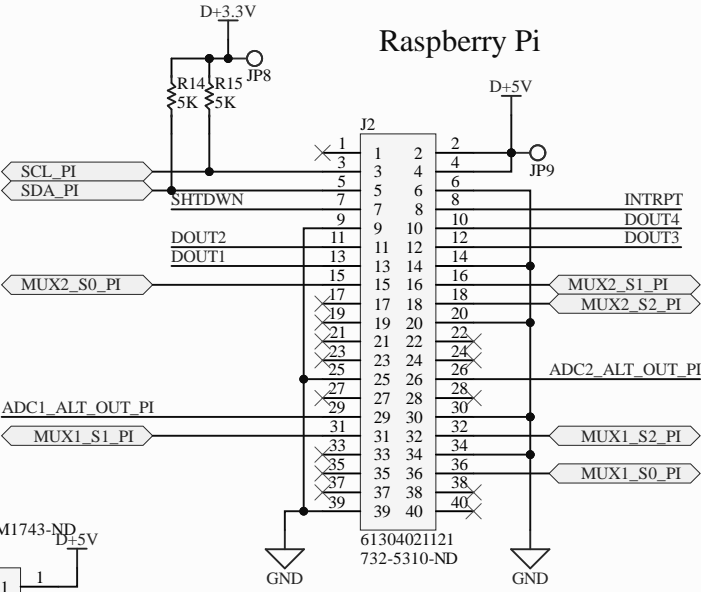 D+3.3V
Raspberry Pi
JP8
R14 R15
5K 5K
D+5V
J2
JP9
1 1 2 2
SCL_PI 3 3 4 4
SDA_PI 5 5 6 6
SHTDWN 7 7 8 8 INTRPT
9 9 10 10 DOUT4
DOUT2 11 11 12 12 DOUT3
DOUT1 13 13 14 14
MUX2_S0_PI 15 15 16 16 MUX2_S1_PI
17 17 18 18 MUX2_S2_PI
19 19 20 20
21 21 22 22
23 23 24 24
25 25 26 26 ADC2_ALT_OUT_PI
27 27 28 28
ADC1_ALT_OUT_PI 29 29 30 30
MUX1_S1_PI 31 31 32 32 MUX1_S2_PI
33 33 34 34
35 35 36 36 MUX1_S0_PI
37 37 38 38
39 39 40 40
61304021121
732-5310-ND
M1743-ND
D+5V
GND GND
1 1